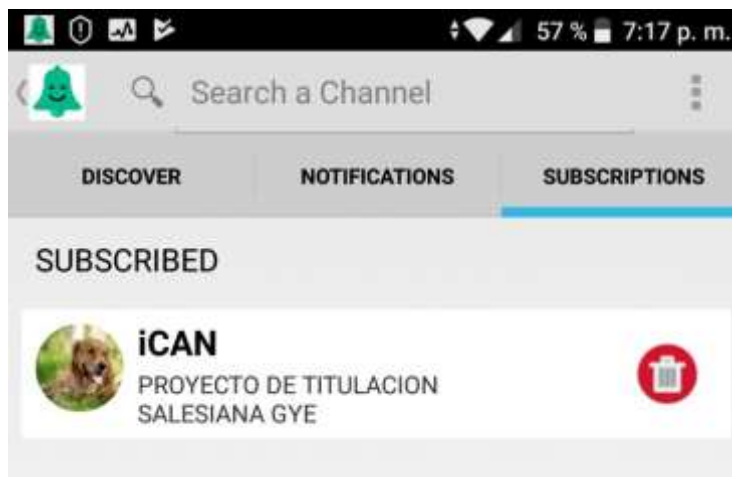 57 % 7:17 p. m.
Search a Channel
DISCOVER NOTIFICATIONS SUBSCRIPTIONS
SUBSCRIBED
iCAN
PROYECTO DE TITULACION
SALESIANA GYE